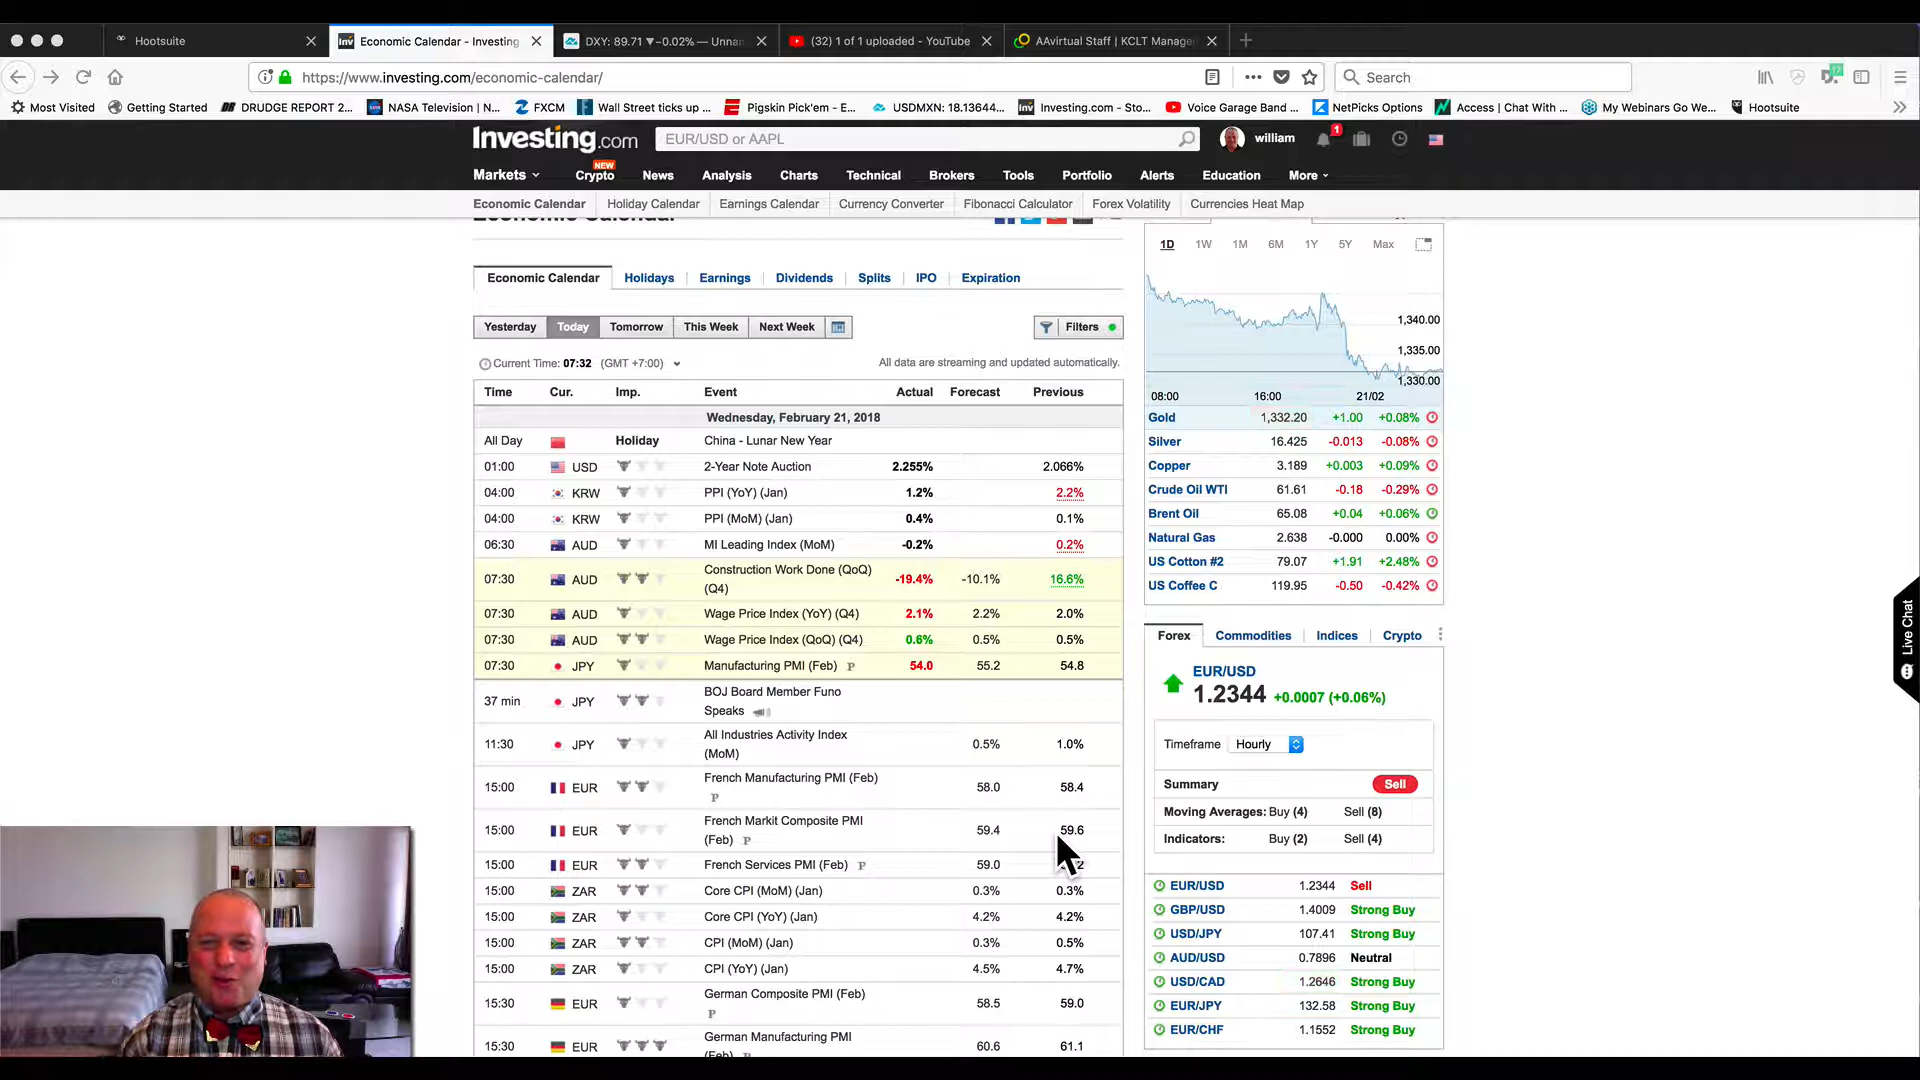 Hootsuite
Economic Calendar - Investing
DXY: 89.71 ▼−0.02% — Unnan
(32) 1 of 1 uploaded - YouTube
AAvirtual Staff | KCLT Manage
https://www.investing.com/economic-calendar/
Search
Most Visited
Getting Started
DRUDGE REPORT 2...
NASA Television | N...
FXCM
Wall Street ticks up ...
Pigskin Pick'em - E...
USDMXN: 18.13644...
Investing.com - Sto...
Voice Garage Band ...
NetPicks Options
Access | Chat With ...
My Webinars Go We...
Hootsuite
Investing.com
EUR/USD or AAPL
william
1
Markets
NEW
Crypto
News
Analysis
Charts
Technical
Brokers
Tools
Portfolio
Alerts
Education
More
Economic Calendar
Holiday Calendar
Earnings Calendar
Currency Converter
Fibonacci Calculator
Forex Volatility
Currencies Heat Map
Economic Calendar
Economic Calendar Holidays Earnings Dividends Splits IPO Expiration
Yesterday Today Tomorrow This Week Next Week
Filters
Current Time: 07:32 (GMT +7:00)
All data are streaming and updated automatically.
Time Cur. Imp. Event Actual Forecast Previous
Wednesday, February 21, 2018
All Day Holiday China - Lunar New Year
01:00 USD 2-Year Note Auction 2.255% 2.066%
04:00 KRW PPI (YoY) (Jan) 1.2% 2.2%
04:00 KRW PPI (MoM) (Jan) 0.4% 0.1%
06:30 AUD MI Leading Index (MoM) -0.2% 0.2%
07:30 AUD Construction Work Done (QoQ) (Q4) -19.4% -10.1% 16.6%
07:30 AUD Wage Price Index (YoY) (Q4) 2.1% 2.2% 2.0%
07:30 AUD Wage Price Index (QoQ) (Q4) 0.6% 0.5% 0.5%
07:30 JPY Manufacturing PMI (Feb) P 54.0 55.2 54.8
37 min JPY BOJ Board Member Funo Speaks
11:30 JPY All Industries Activity Index (MoM) 0.5% 1.0%
15:00 EUR French Manufacturing PMI (Feb) P 58.0 58.4
15:00 EUR French Markit Composite PMI (Feb) P 59.4 59.6
15:00 EUR French Services PMI (Feb) P 59.0
15:00 ZAR Core CPI (MoM) (Jan) 0.3% 0.3%
15:00 ZAR Core CPI (YoY) (Jan) 4.2% 4.2%
15:00 ZAR CPI (MoM) (Jan) 0.3% 0.5%
15:00 ZAR CPI (YoY) (Jan) 4.5% 4.7%
15:30 EUR German Composite PMI (Feb) P 58.5 59.0
15:30 EUR German Manufacturing PMI (Feb) P 60.6 61.1
1D 1W 1M 6M 1Y 5Y Max
1,340.00
1,335.00
1,330.00
08:00 16:00 21/02
Gold 1,332.20 +1.00 +0.08%
Silver 16.425 -0.013 -0.08%
Copper 3.189 +0.003 +0.09%
Crude Oil WTI 61.61 -0.18 -0.29%
Brent Oil 65.08 +0.04 +0.06%
Natural Gas 2.638 -0.000 0.00%
US Cotton #2 79.07 +1.91 +2.48%
US Coffee C 119.95 -0.50 -0.42%
Forex Commodities Indices Crypto
EUR/USD
1.2344 +0.0007 (+0.06%)
Timeframe Hourly
Summary Sell
Moving Averages: Buy (4) Sell (8)
Indicators: Buy (2) Sell (4)
EUR/USD 1.2344 Sell
GBP/USD 1.4009 Strong Buy
USD/JPY 107.41 Strong Buy
AUD/USD 0.7896 Neutral
USD/CAD 1.2646 Strong Buy
EUR/JPY 132.58 Strong Buy
EUR/CHF 1.1552 Strong Buy
Live Chat